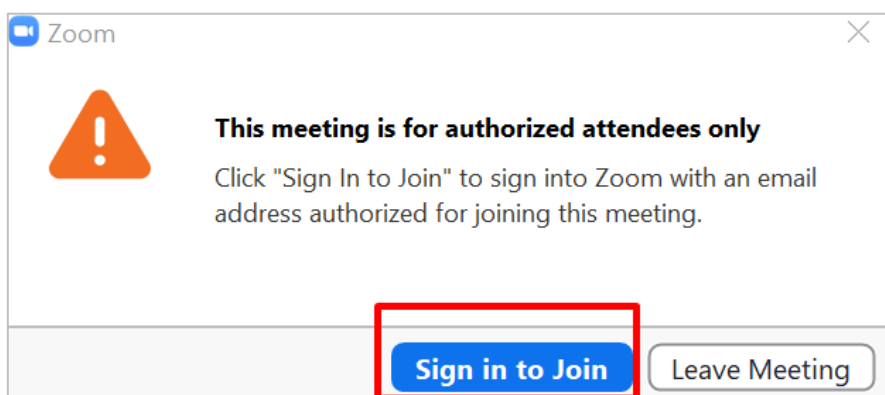 Zoom
This meeting is for authorized attendees only
Click "Sign In to Join" to sign into Zoom with an email
address authorized for joining this meeting.
Sign in to Join
Leave Meeting